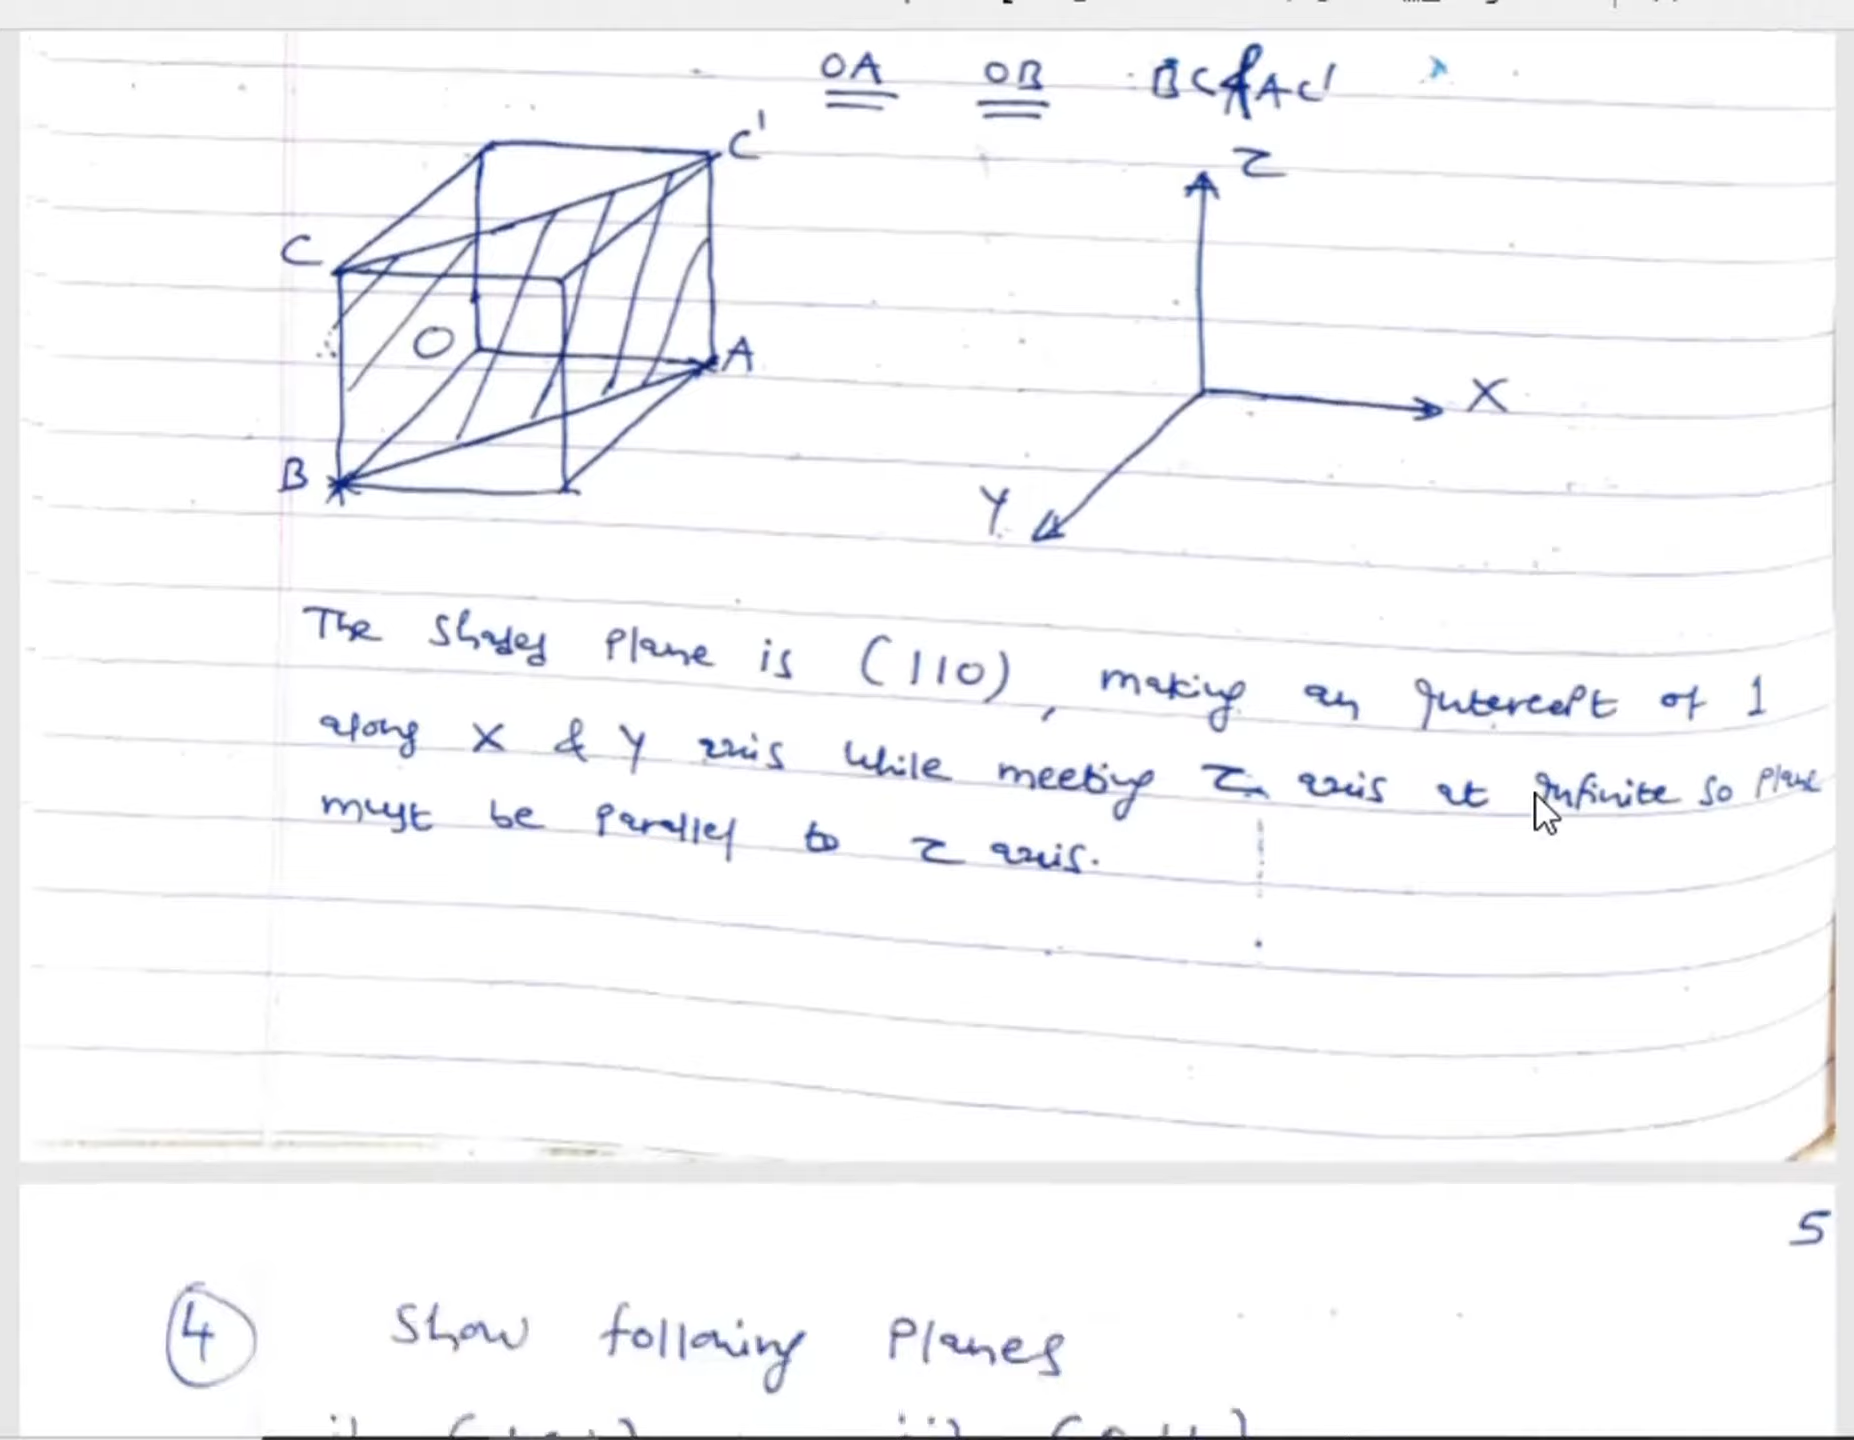 OA OB BC & AC'
C'
Z
C
O
A
X
B
Y
The shaded Plane is (110), making an Intercept of 1
along X & Y axis while meeting Z axis at Infinite so Plane
must be Parallel to Z axis.
5
4 Show following Planes